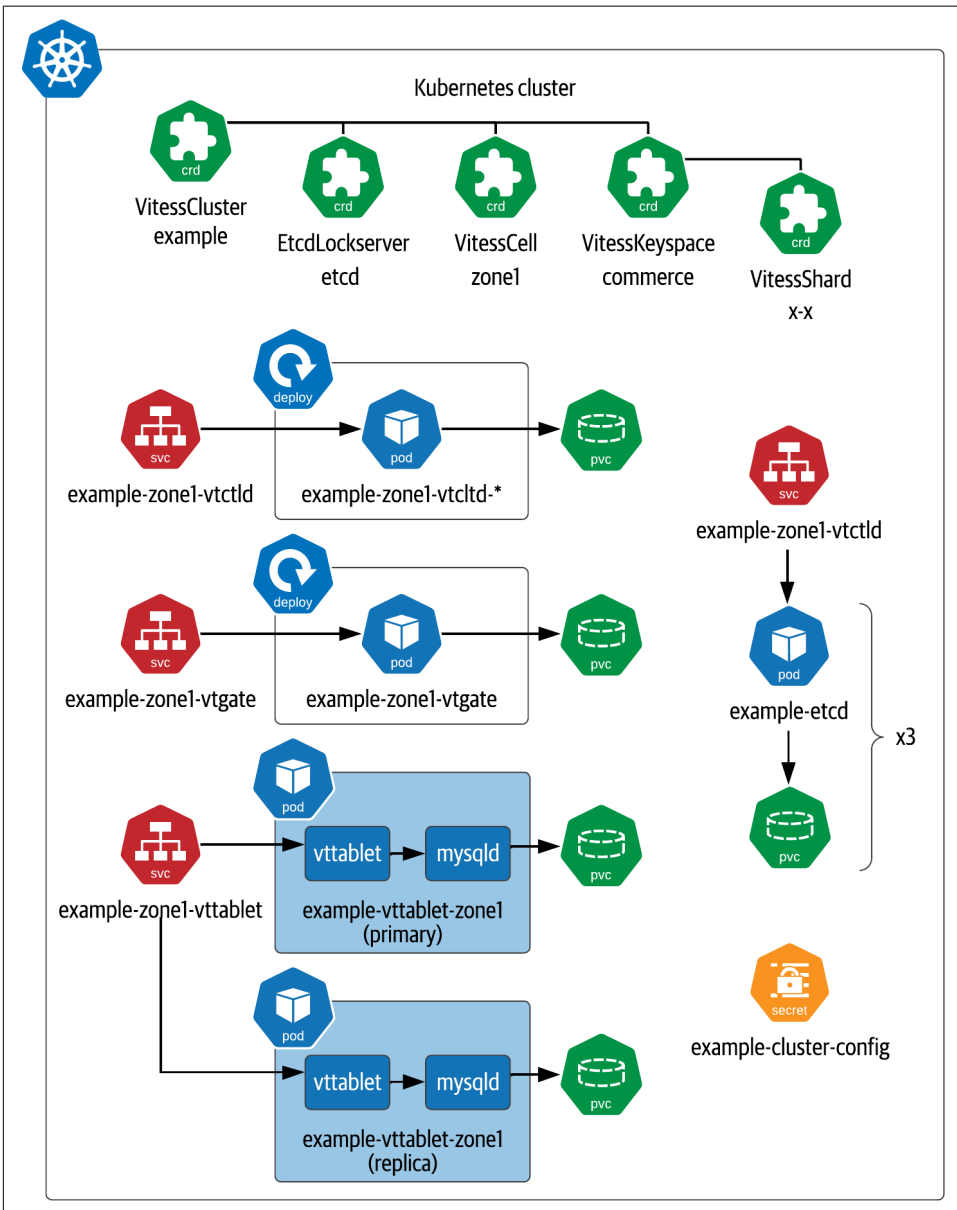 Kubernetes cluster
crd
VitessCluster
example
crd
EtcdLockserver
etcd
crd
VitessCell
zone1
crd
VitessKeyspace
commerce
crd
VitessShard
x-x
deploy
svc
example-zone1-vtctld
pod
example-zone1-vtcltd-*
pvc
svc
example-zone1-vtctld
deploy
svc
example-zone1-vtgate
pod
example-zone1-vtgate
pvc
pod
example-etcd
x3
pvc
pod
svc
example-zone1-vttablet
vttablet
mysqld
example-vttablet-zone1
(primary)
pvc
pod
vttablet
mysqld
example-vttablet-zone1
(replica)
pvc
secret
example-cluster-config